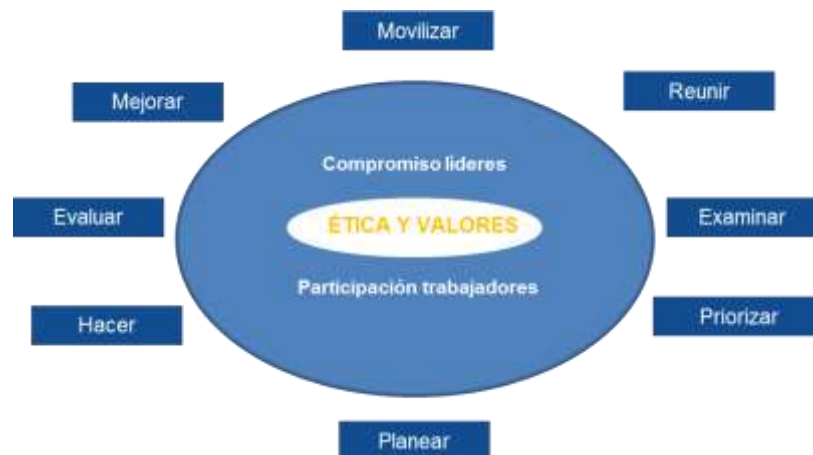 Movilizar
Mejorar
Reunir
Compromiso lideres
Evaluar
ÉTICA Y VALORES
Examinar
Participación trabajadores
Hacer
Priorizar
Planear